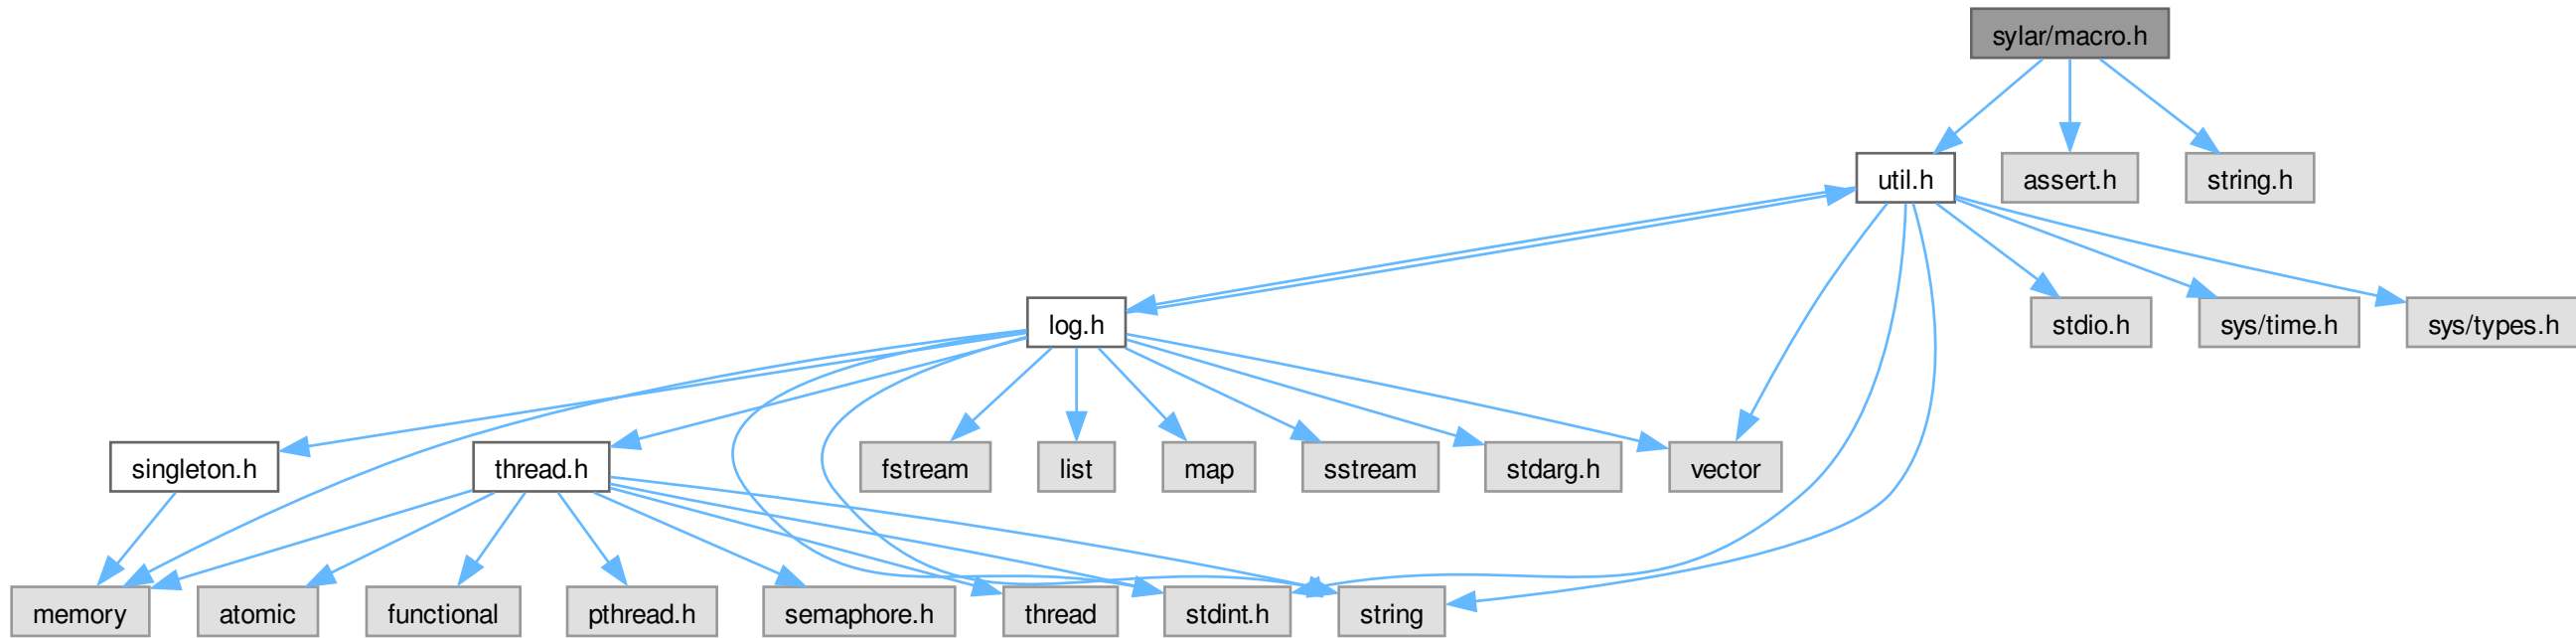 sylar/macro.h
util.h
assert.h
string.h
log.h
stdio.h
sys/time.h
sys/types.h
singleton.h
thread.h
fstream
list
map
sstream
stdarg.h
vector
memory
atomic
functional
pthread.h
semaphore.h
thread
stdint.h
string